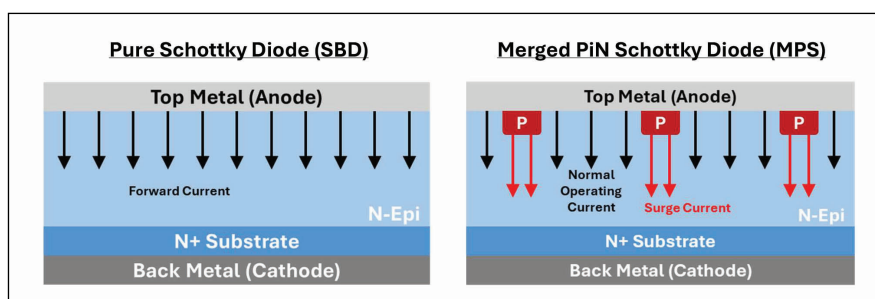 Pure Schottky Diode (SBD)
Top Metal (Anode)
Forward Current
N-Epi
N+ Substrate
Back Metal (Cathode)
Merged PiN Schottky Diode (MPS)
Top Metal (Anode)
P
P
P
Normal
Operating
Current
Surge Current
N-Epi
N+ Substrate
Back Metal (Cathode)